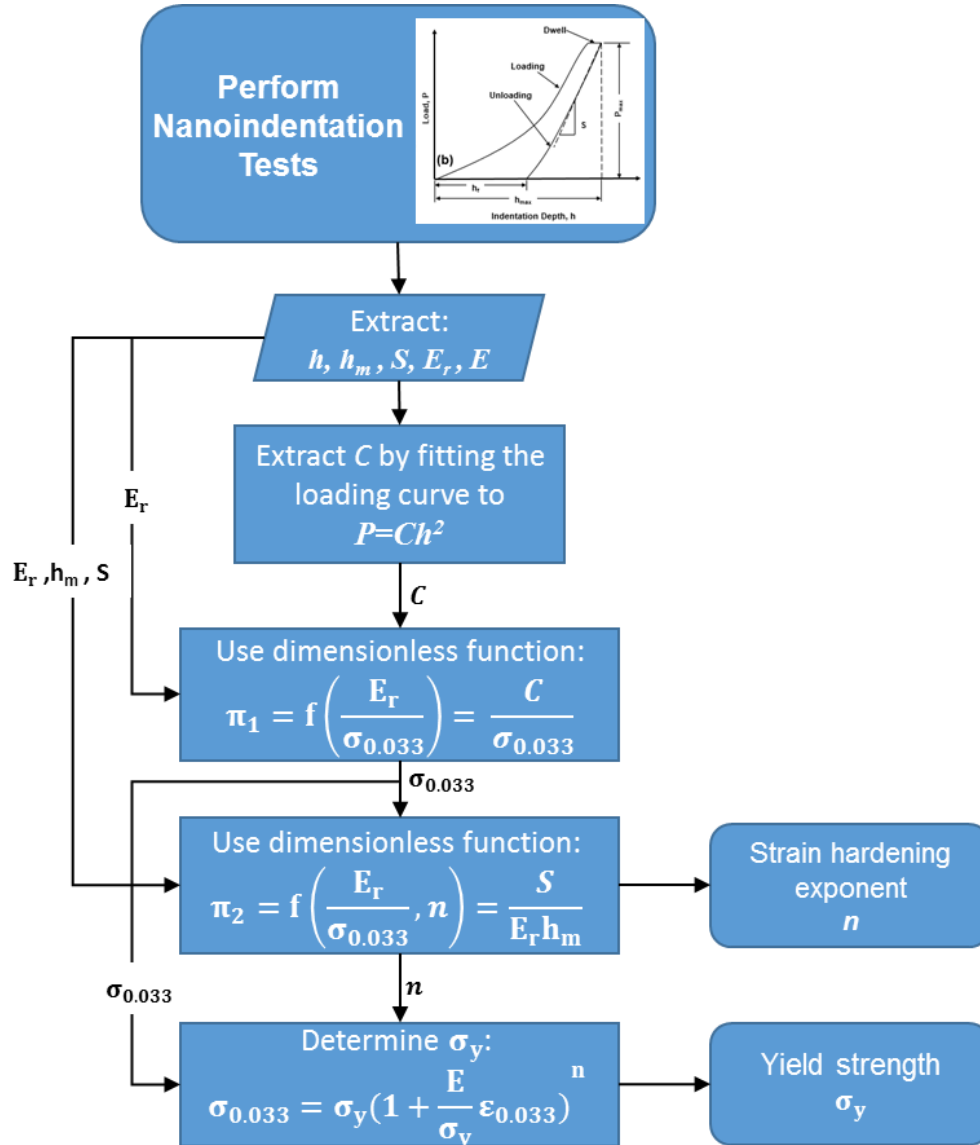 Perform
Nanoindentation
Tests
Dwell
Loading
Unloading
Load, P
Pmax
S
(b)
hf
hmax
Indentation Depth, h
Extract:
h, hm, S, Er, E
Extract C by fitting the
loading curve to
P=Ch²
Er
Er ,hm , S
C
Use dimensionless function:
π₁ = f(Er/σ0.033) = C/σ0.033
σ0.033
Use dimensionless function:
π₂ = f(Er/σ0.033, n) = S/Erhm
Strain hardening
exponent
n
σ0.033
n
Determine σy:
σ0.033 = σy(1 + E/σy ε0.033)ⁿ
Yield strength
σy